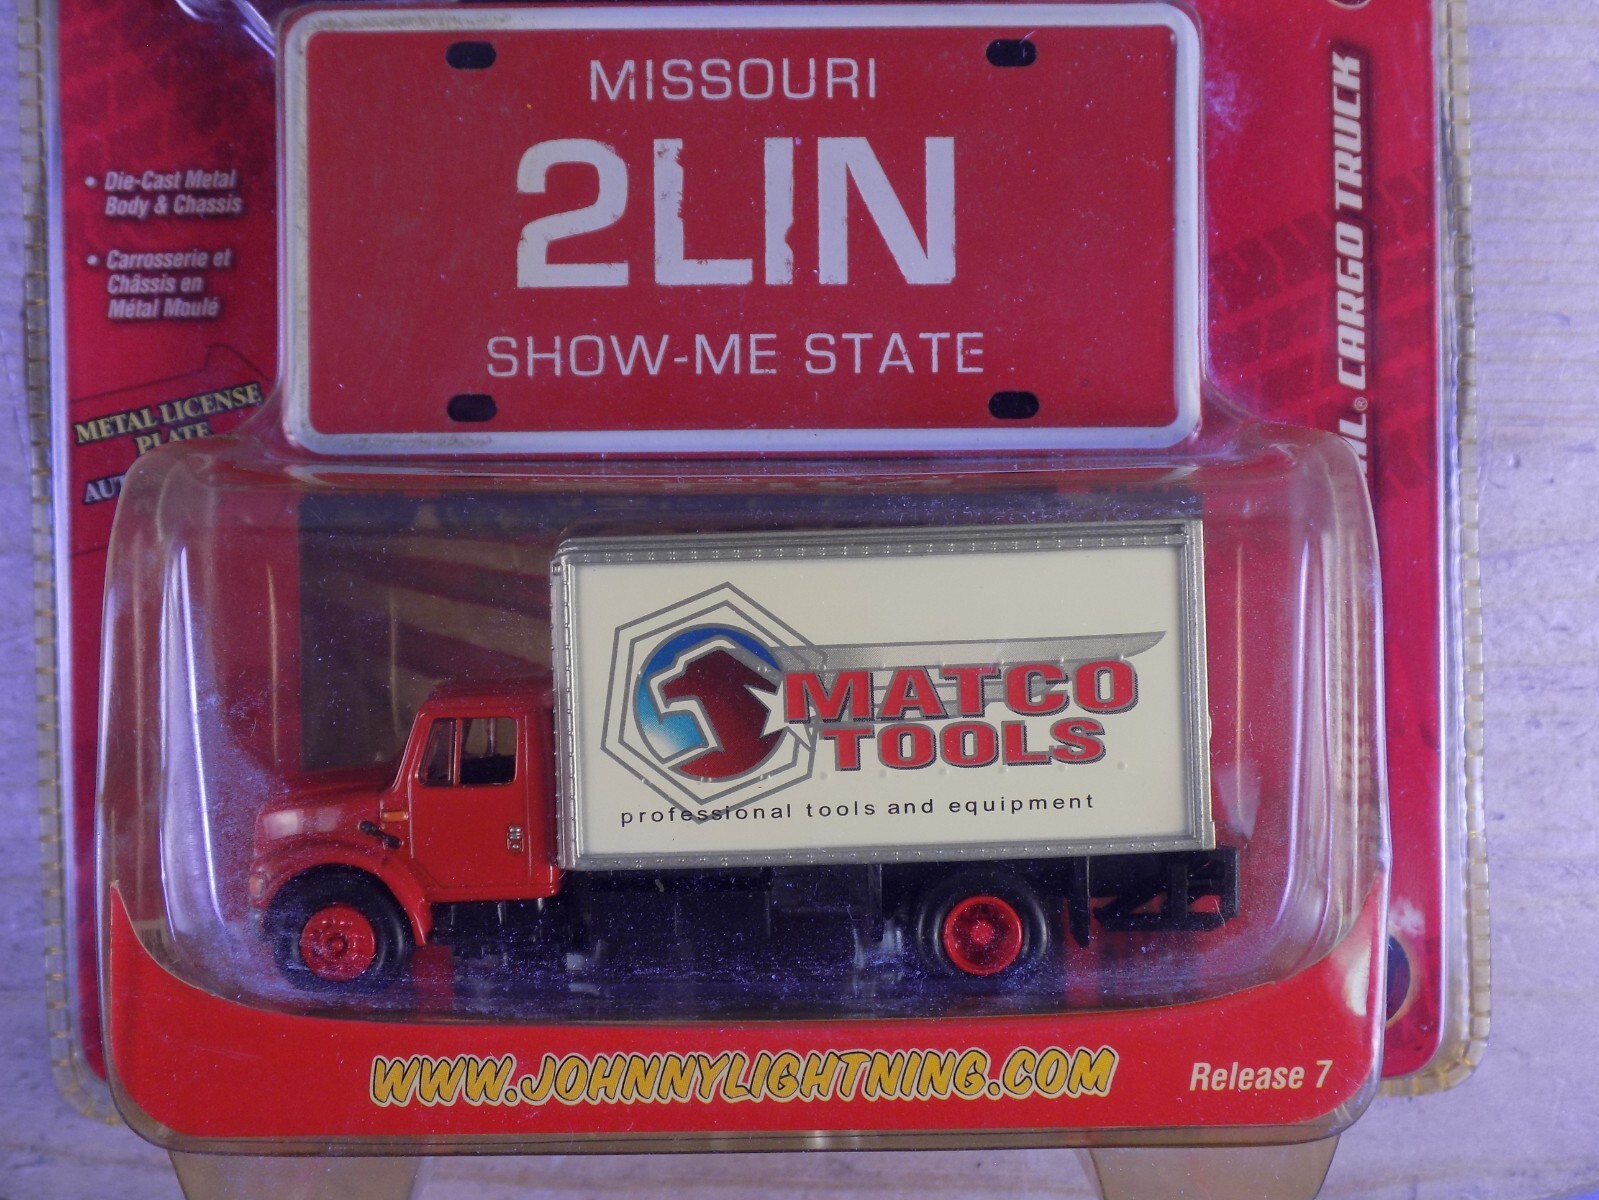 MISSOURI
2LIN
SHOW-ME STATE
• Die-Cast Metal
Body & Chassis
• Carrosserie et
Châssis en
Métal Moulé
METAL LICENSE
PLATE
CARGO TRUCK
MATCO
TOOLS
professional tools and equipment
WWW.JOHNNYLIGHTNING.COM
Release 7